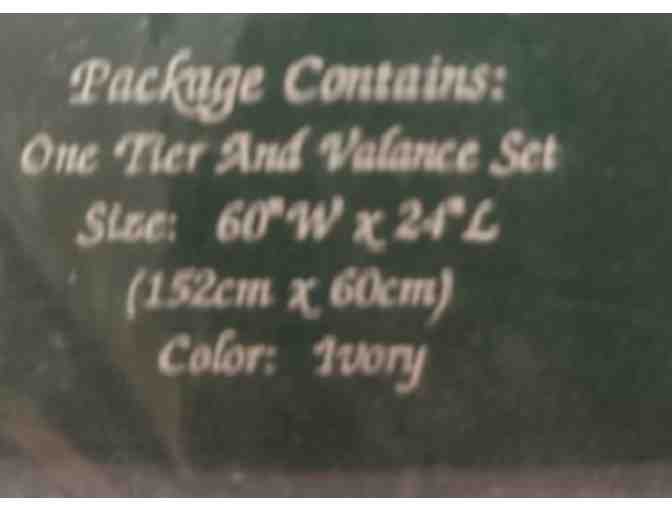 Package Contains:
One Tier And Valance Set
Size: 60"W x 24"L
(152cm x 60cm)
Color: Ivory